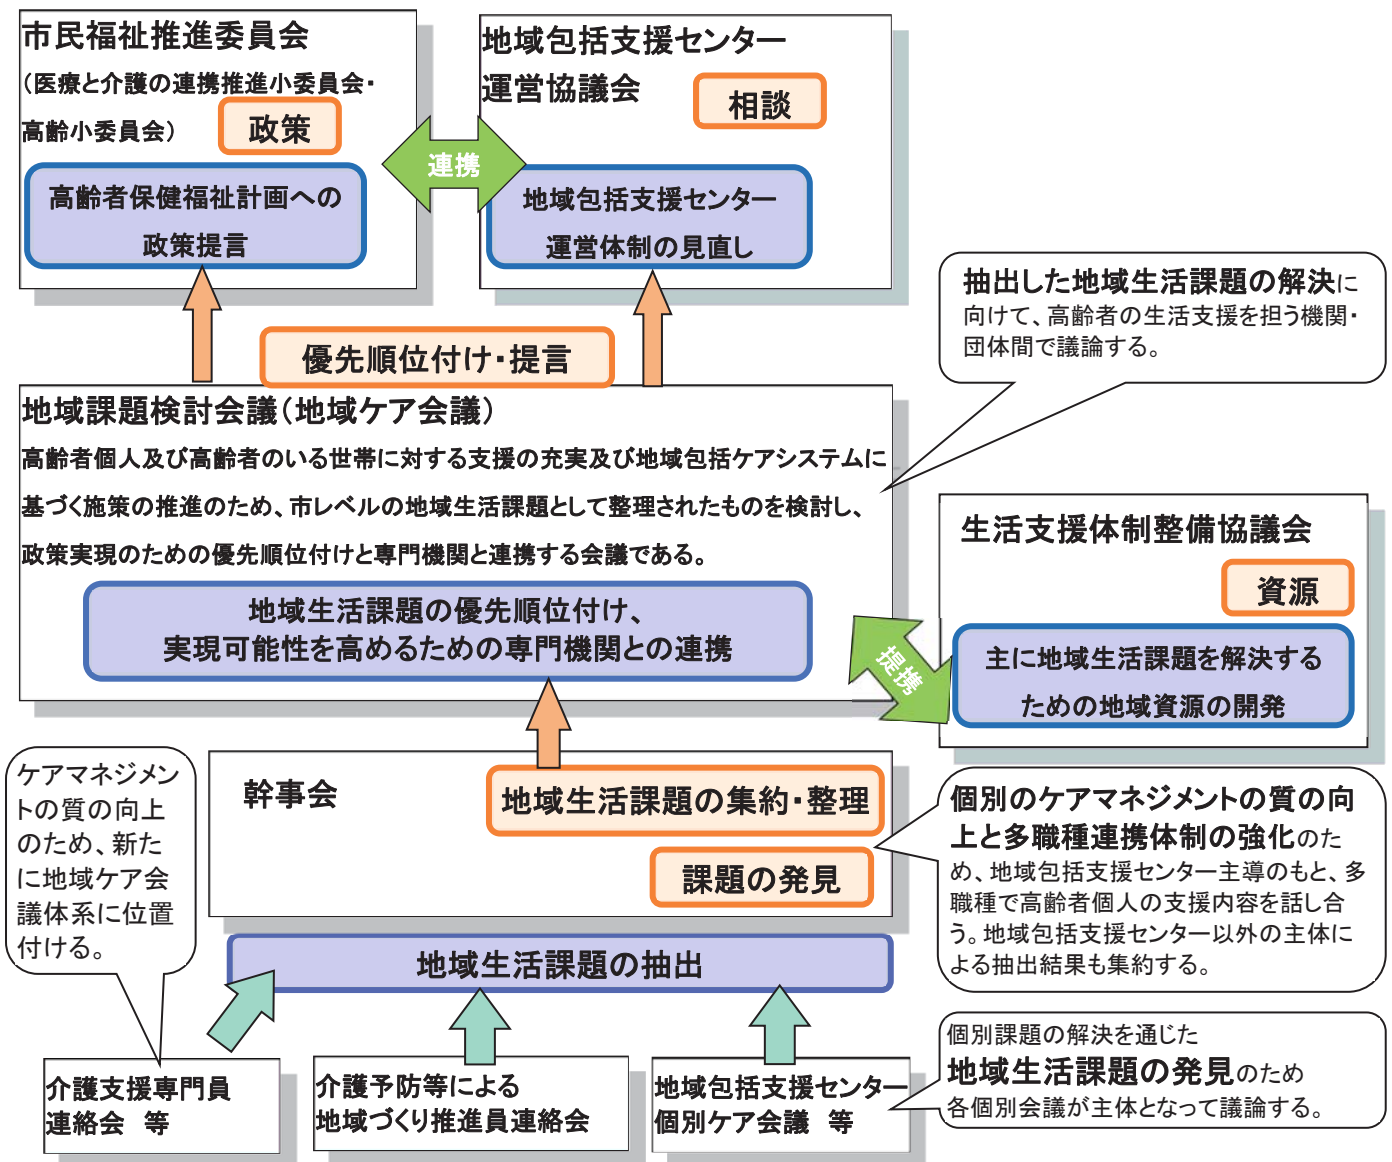 市民福祉推進委員会
（医療と介護の連携推進小委員会・
高齢小委員会）
政策
高齢者保健福祉計画への
政策提言
連携
地域包括支援センター
運営協議会
相談
地域包括支援センター
運営体制の見直し
優先順位付け・提言
抽出した地域生活課題の解決に
向けて、高齢者の生活支援を担う機関・
団体間で議論する。
地域課題検討会議（地域ケア会議）
高齢者個人及び高齢者のいる世帯に対する支援の充実及び地域包括ケアシステムに
基づく施策の推進のため、市レベルの地域生活課題として整理されたものを検討し、
政策実現のための優先順位付けと専門機関と連携する会議である。
地域生活課題の優先順位付け、
実現可能性を高めるための専門機関との連携
提携
生活支援体制整備協議会
資源
主に地域生活課題を解決する
ための地域資源の開発
幹事会
地域生活課題の集約・整理
課題の発見
ケアマネジメン
トの質の向上
のため、新た
に地域ケア会
議体系に位置
付ける。
個別のケアマネジメントの質の向
上と多職種連携体制の強化のた
め、地域包括支援センター主導のもと、多
職種で高齢者個人の支援内容を話し合
う。地域包括支援センター以外の主体に
よる抽出結果も集約する。
地域生活課題の抽出
介護支援専門員
連絡会　等
介護予防等による
地域づくり推進員連絡会
地域包括支援センター
個別ケア会議　等
個別課題の解決を通じた
地域生活課題の発見のため
各個別会議が主体となって議論する。